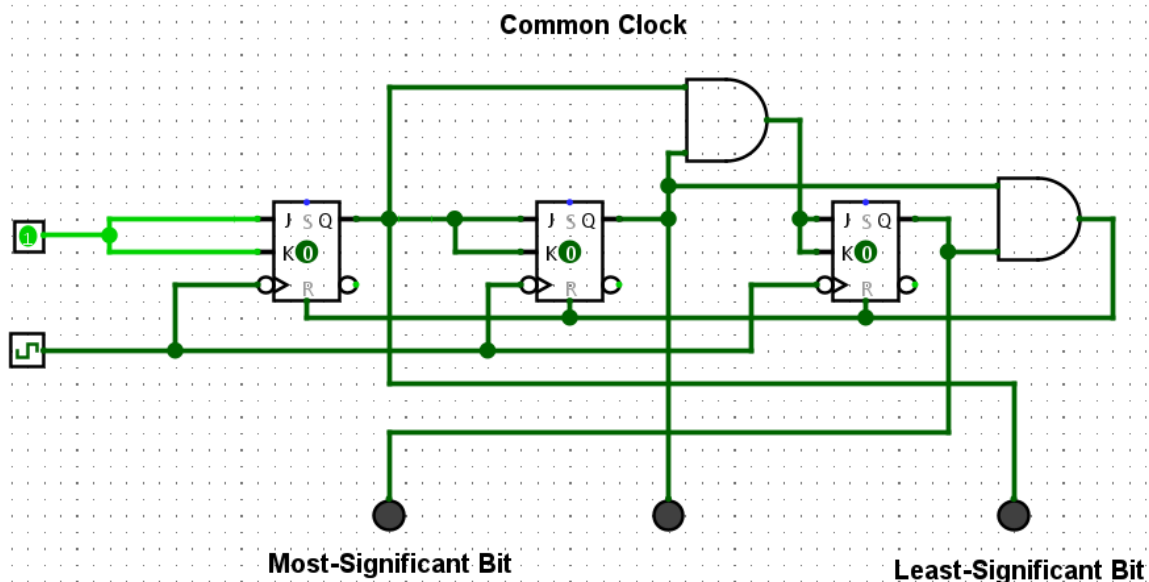 Common Clock
J S Q J S Q J S Q
1 K 0 K 0 K 0
R R R
Most-Significant Bit
Least-Significant Bit